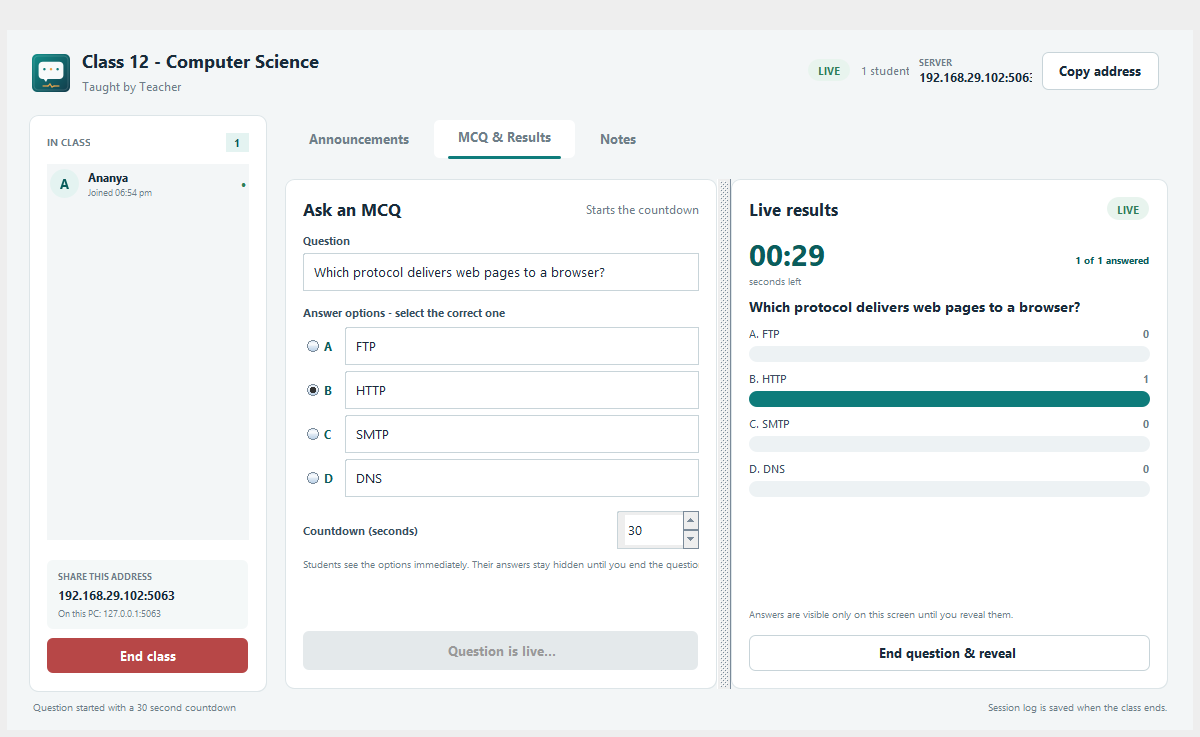 Class 12 - Computer Science
Taught by Teacher
LIVE
1 student
SERVER
192.168.29.102:506
Copy address
IN CLASS
1
A
Ananya
Joined 06:54 pm
SHARE THIS ADDRESS
192.168.29.102:5063
On this PC: 127.0.0.1:5063
End class
Announcements
MCQ & Results
Notes
Ask an MCQ
Starts the countdown
Question
Which protocol delivers web pages to a browser?
Answer options - select the correct one
A FTP
B HTTP
C SMTP
D DNS
Countdown (seconds)
30
Students see the options immediately. Their answers stay hidden until you end the questio
Question is live...
Live results
LIVE
00:29
1 of 1 answered
seconds left
Which protocol delivers web pages to a browser?
A. FTP 0
B. HTTP 1
C. SMTP 0
D. DNS 0
Answers are visible only on this screen until you reveal them.
End question & reveal
Question started with a 30 second countdown
Session log is saved when the class ends.